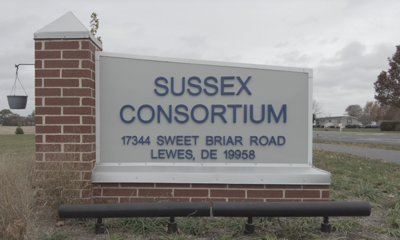 SUSSEX
CONSORTIUM
17344 SWEET BRIAR ROAD
LEWES, DE 19958